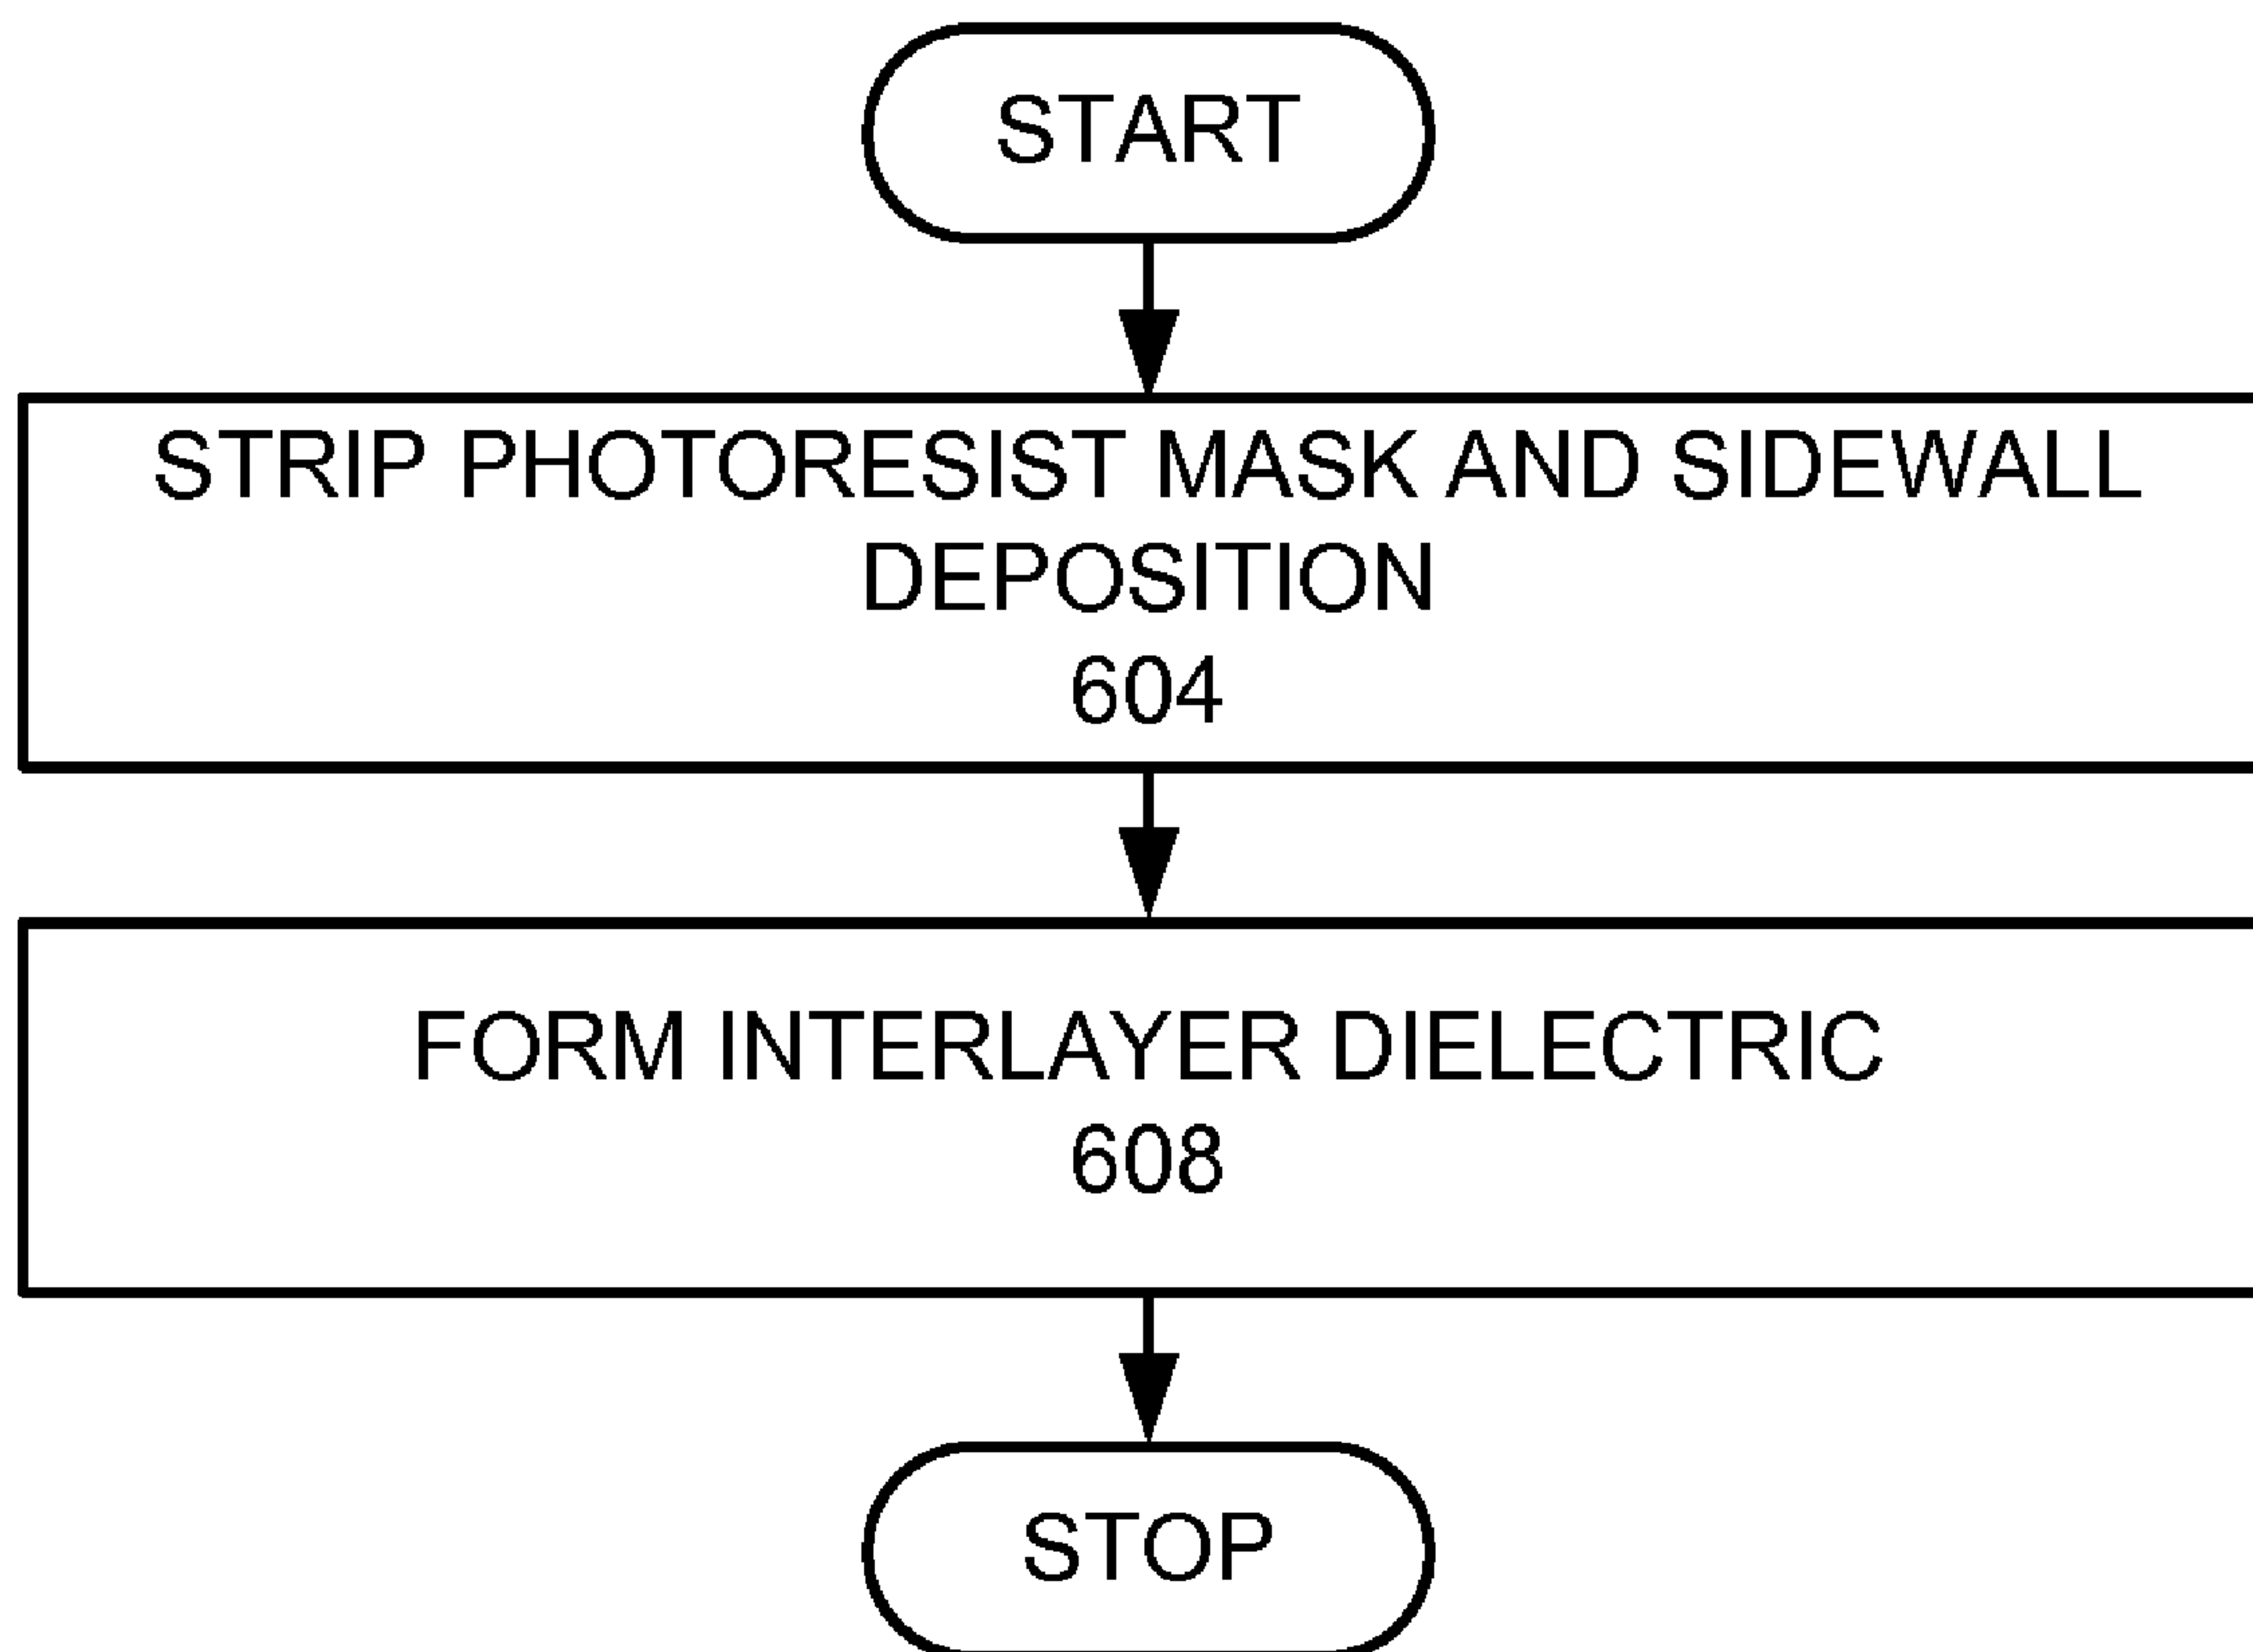 START
STRIP PHOTORESIST MASK AND SIDEWALL
DEPOSITION
604
FORM INTERLAYER DIELECTRIC
608
STOP